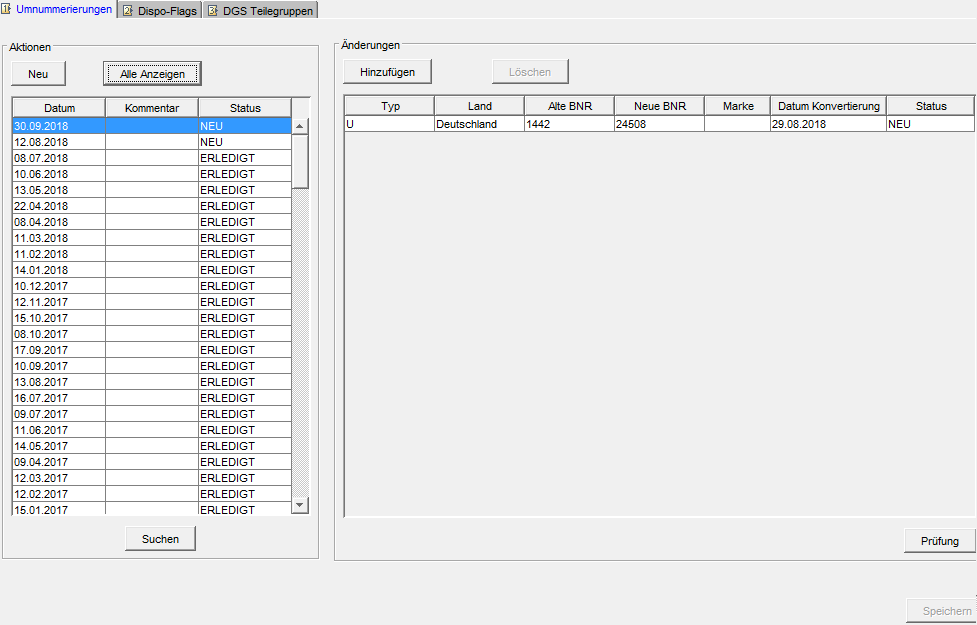 1 Umnummerierungen 2 Dispo-Flags 3 DGS Teilegruppen
Aktionen
Neu Alle Anzeigen
Datum Kommentar Status
30.09.2018 NEU
12.08.2018 NEU
08.07.2018 ERLEDIGT
10.06.2018 ERLEDIGT
13.05.2018 ERLEDIGT
22.04.2018 ERLEDIGT
08.04.2018 ERLEDIGT
11.03.2018 ERLEDIGT
11.02.2018 ERLEDIGT
14.01.2018 ERLEDIGT
10.12.2017 ERLEDIGT
12.11.2017 ERLEDIGT
15.10.2017 ERLEDIGT
08.10.2017 ERLEDIGT
17.09.2017 ERLEDIGT
10.09.2017 ERLEDIGT
13.08.2017 ERLEDIGT
16.07.2017 ERLEDIGT
09.07.2017 ERLEDIGT
11.06.2017 ERLEDIGT
14.05.2017 ERLEDIGT
09.04.2017 ERLEDIGT
12.03.2017 ERLEDIGT
12.02.2017 ERLEDIGT
15.01.2017 ERLEDIGT
Suchen
Änderungen
Hinzufügen Löschen
Typ Land Alte BNR Neue BNR Marke Datum Konvertierung Status
U Deutschland 1442 24508 29.08.2018 NEU
Prüfung
Speichern